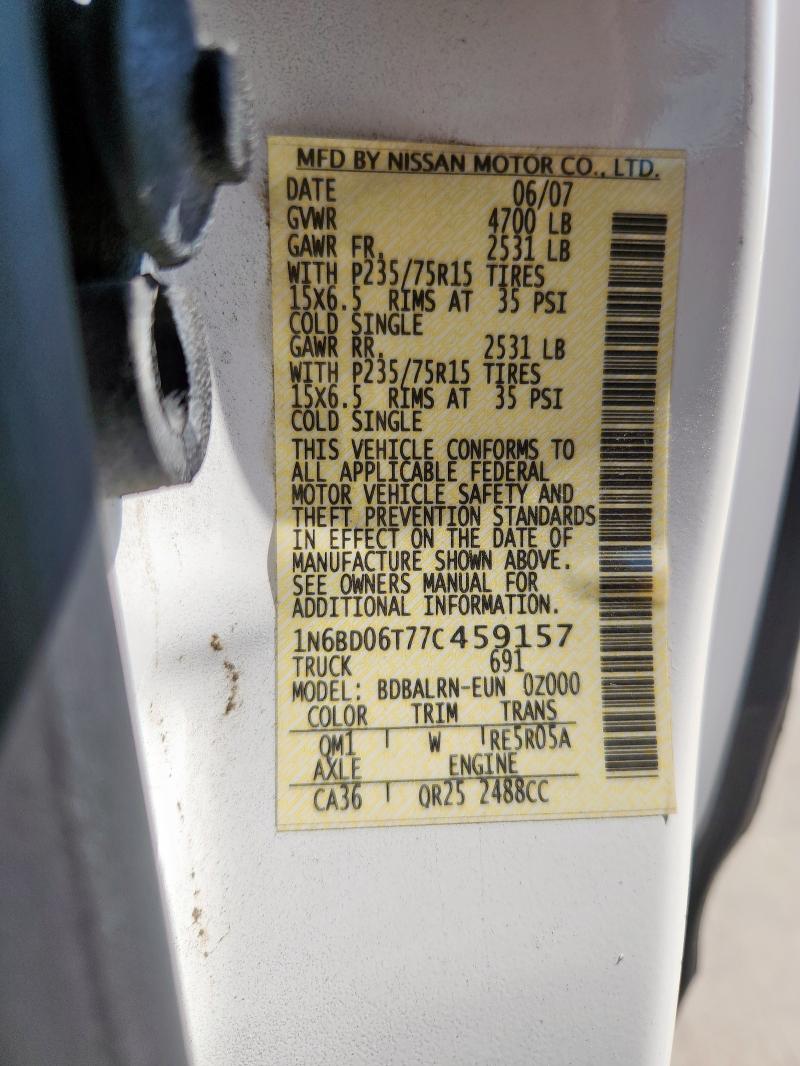 MFD BY NISSAN MOTOR CO., LTD.
DATE 06/07
GVWR 4700 LB
GAWR FR, 2531 LB
WITH P235/75R15 TIRES
15X6.5 RIMS AT 35 PSI
COLD SINGLE
GAWR RR, 2531 LB
WITH P235/75R15 TIRES
15X6.5 RIMS AT 35 PSI
COLD SINGLE
THIS VEHICLE CONFORMS TO
ALL APPLICABLE FEDERAL
MOTOR VEHICLE SAFETY AND
THEFT PREVENTION STANDARDS
IN EFFECT ON THE DATE OF
MANUFACTURE SHOWN ABOVE.
SEE OWNERS MANUAL FOR
ADDITIONAL INFORMATION.
1N6BD06T77C459157
TRUCK 691
MODEL: BDBALRN-EUN 0Z000
COLOR TRIM TRANS
QM1 W RE5R05A
AXLE ENGINE
CA36 QR25 2488CC